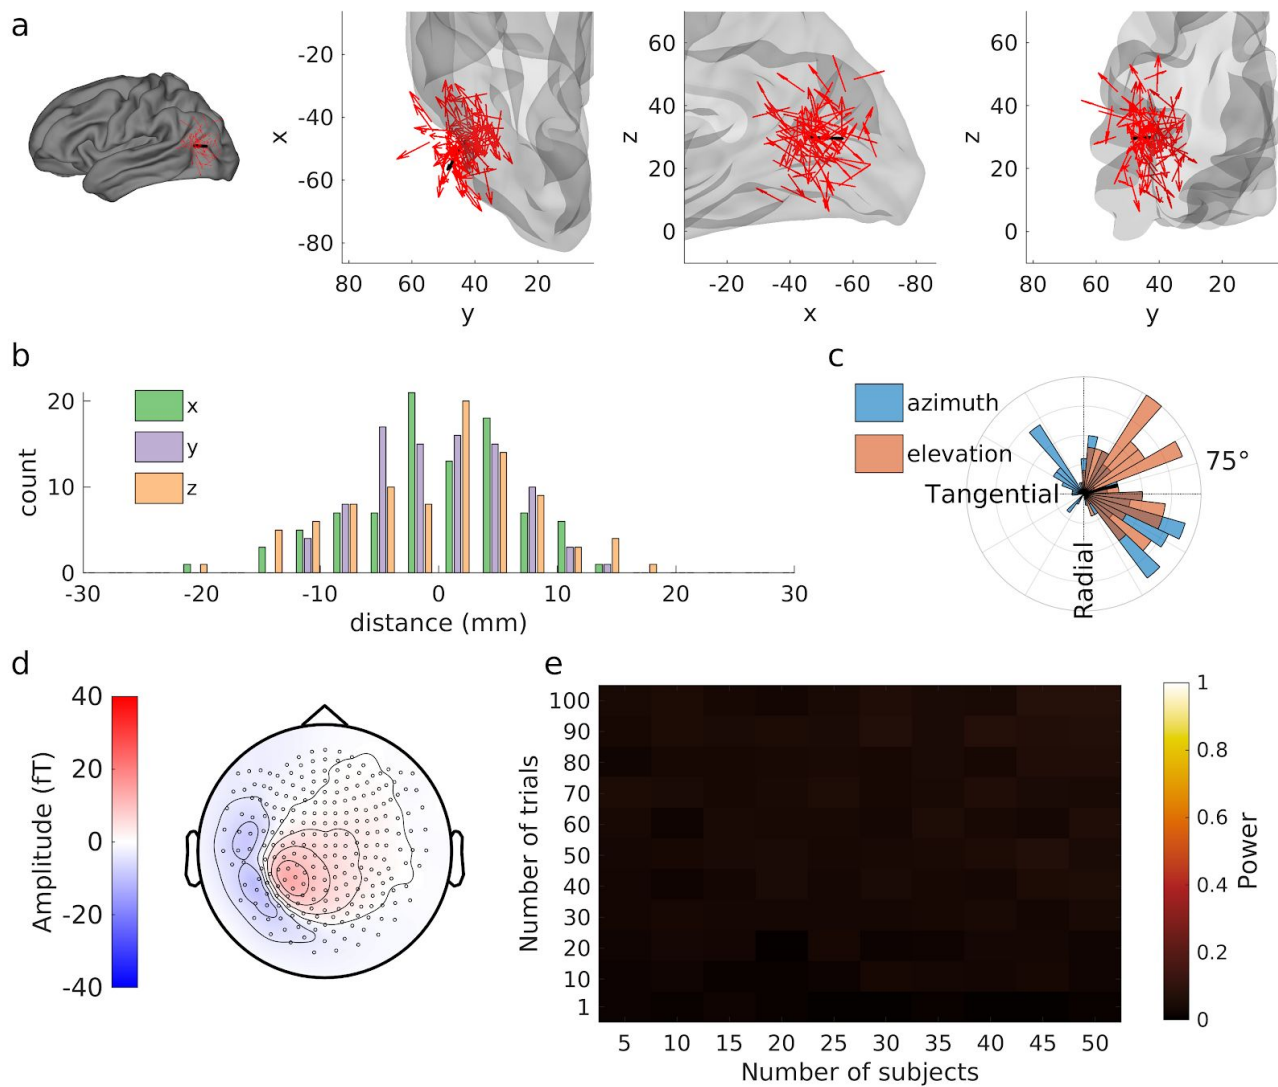 a
-20
-40
-60
-80
x
80 60 40 20
y
60
40
20
0
z
-20 -40 -60 -80
x
60
40
20
0
z
80 60 40 20
y
b
20
10
0
count
x
y
z
-30 -20 -10 0 10 20 30
distance (mm)
c
azimuth
elevation
75°
Tangential
Radial
d
40
20
0
-20
-40
Amplitude (fT)
e
100
90
80
70
60
50
40
30
20
10
1
Number of trials
5 10 15 20 25 30 35 40 45 50
Number of subjects
1
0.8
0.6
0.4
0.2
0
Power